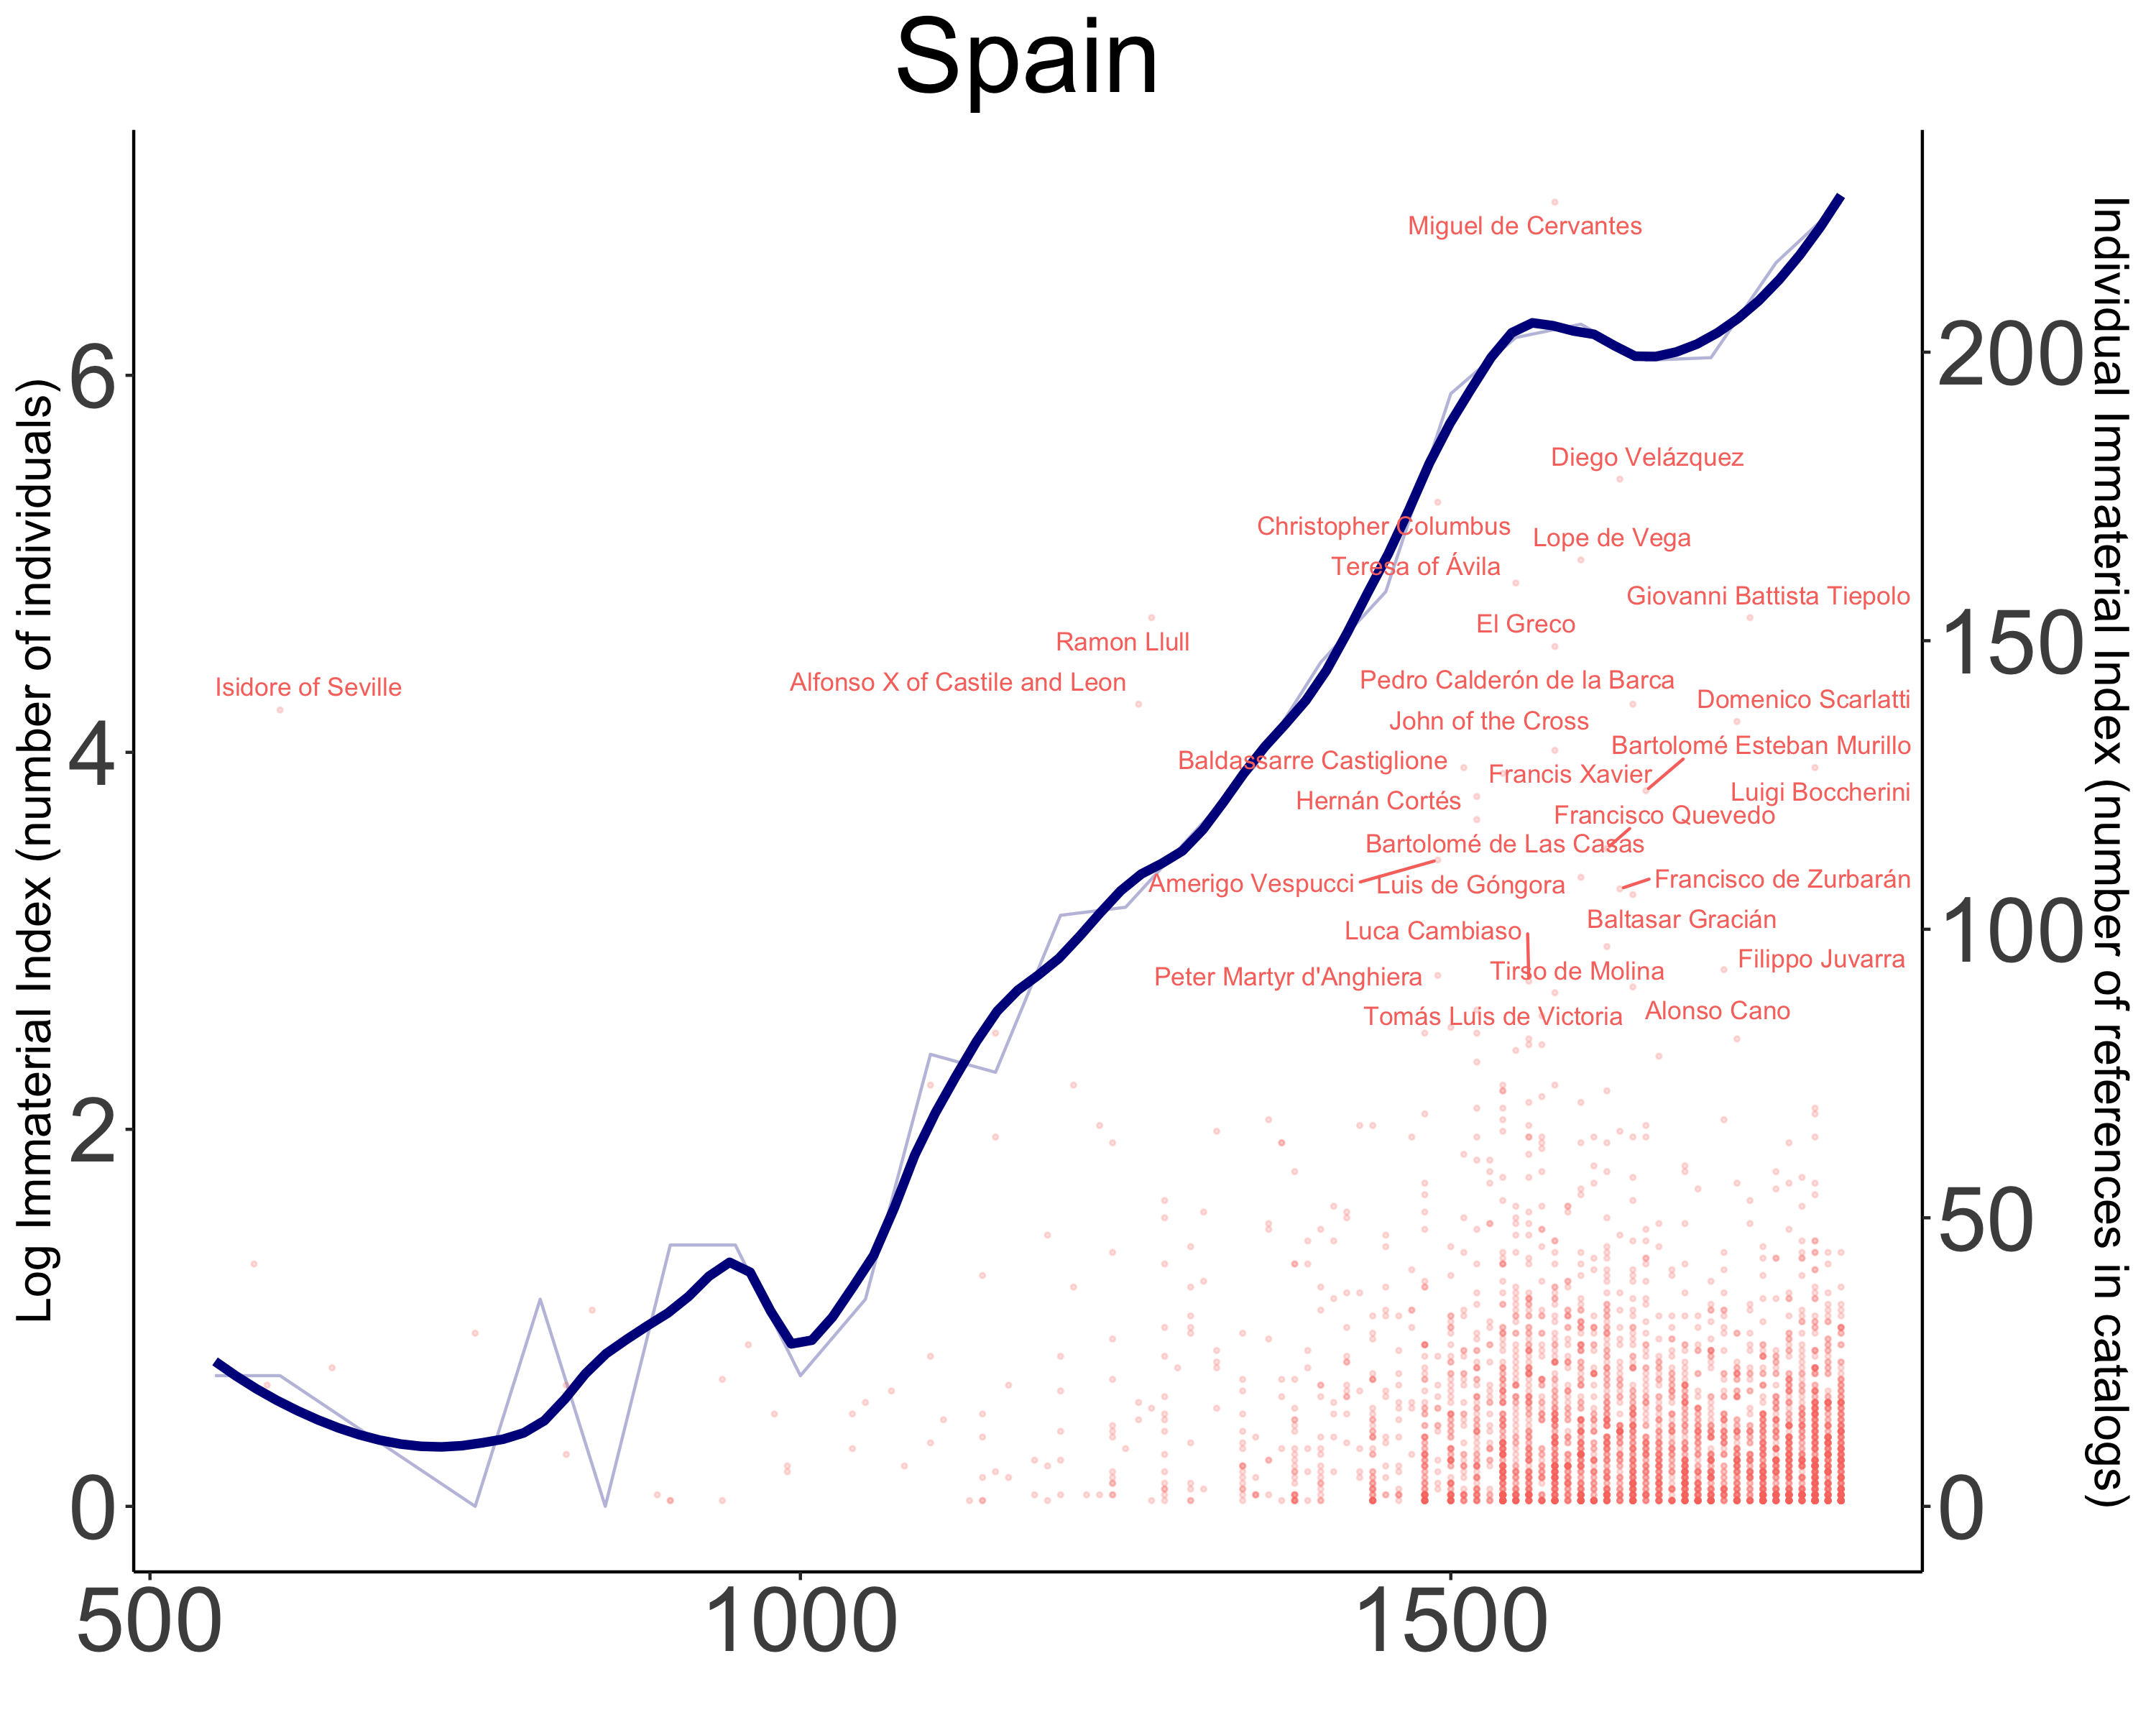 Spain
Log Immaterial Index (number of individuals)
6
4
2
0
500
1000
1500
200
150
100
50
0
Individual Immaterial Index (number of references in catalogs)
Miguel de Cervantes
Diego Velázquez
Christopher Columbus
Lope de Vega
Teresa of Ávila
Giovanni Battista Tiepolo
El Greco
Ramon Llull
Alfonso X of Castile and Leon
Isidore of Seville
Pedro Calderón de la Barca
Domenico Scarlatti
John of the Cross
Bartolomé Esteban Murillo
Baldassarre Castiglione
Francis Xavier
Luigi Boccherini
Hernán Cortés
Francisco Quevedo
Bartolomé de Las Casas
Amerigo Vespucci
Luis de Góngora
Francisco de Zurbarán
Baltasar Gracián
Luca Cambiaso
Filippo Juvarra
Peter Martyr d'Anghiera
Tirso de Molina
Tomás Luis de Victoria
Alonso Cano